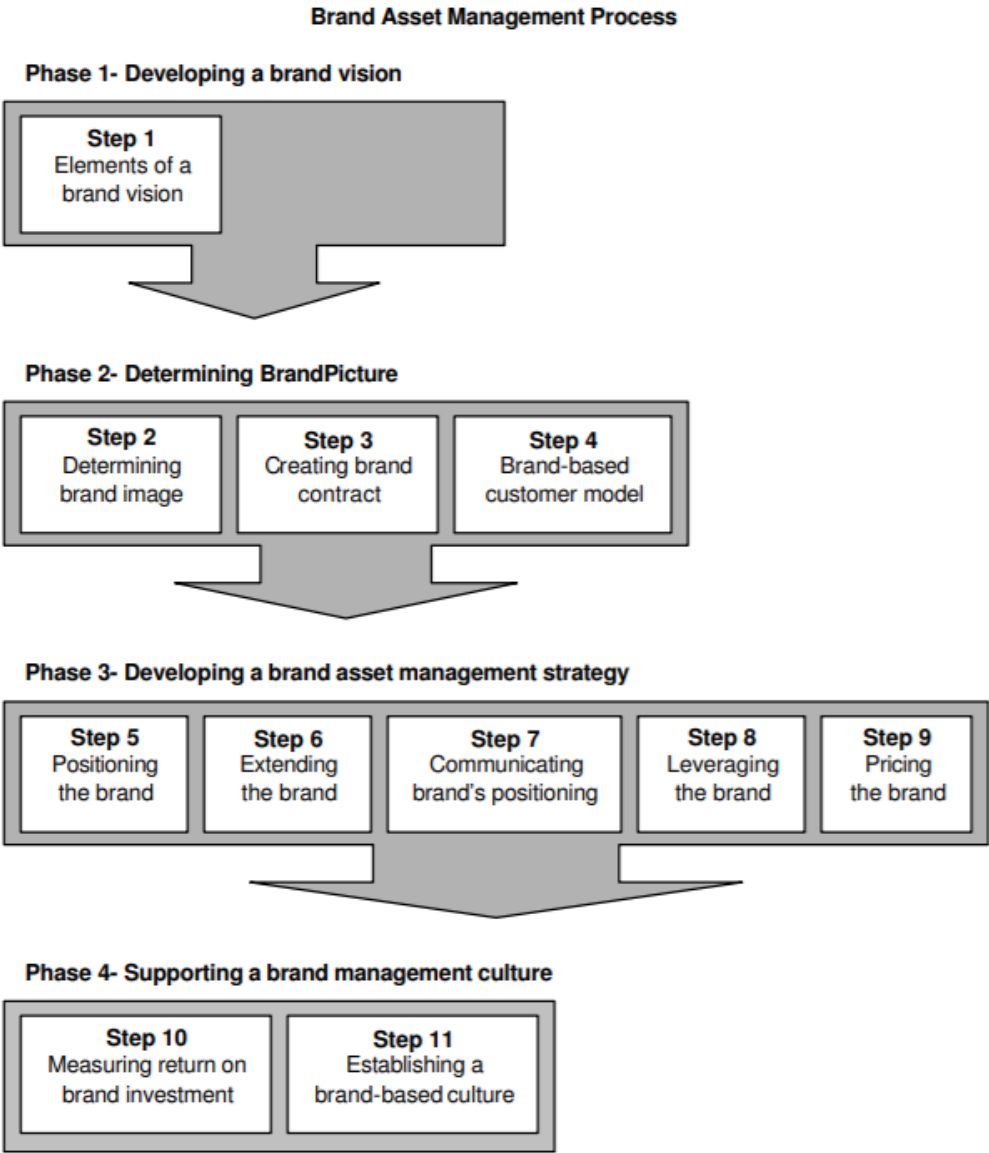 Brand Asset Management Process
Phase 1- Developing a brand vision
Step 1
Elements of a
brand vision
Phase 2- Determining BrandPicture
Step 2
Determining
brand image
Step 3
Creating brand
contract
Step 4
Brand-based
customer model
Phase 3- Developing a brand asset management strategy
Step 5
Positioning
the brand
Step 6
Extending
the brand
Step 7
Communicating
brand's positioning
Step 8
Leveraging
the brand
Step 9
Pricing
the brand
Phase 4- Supporting a brand management culture
Step 10
Measuring return on
brand investment
Step 11
Establishing a
brand-based culture